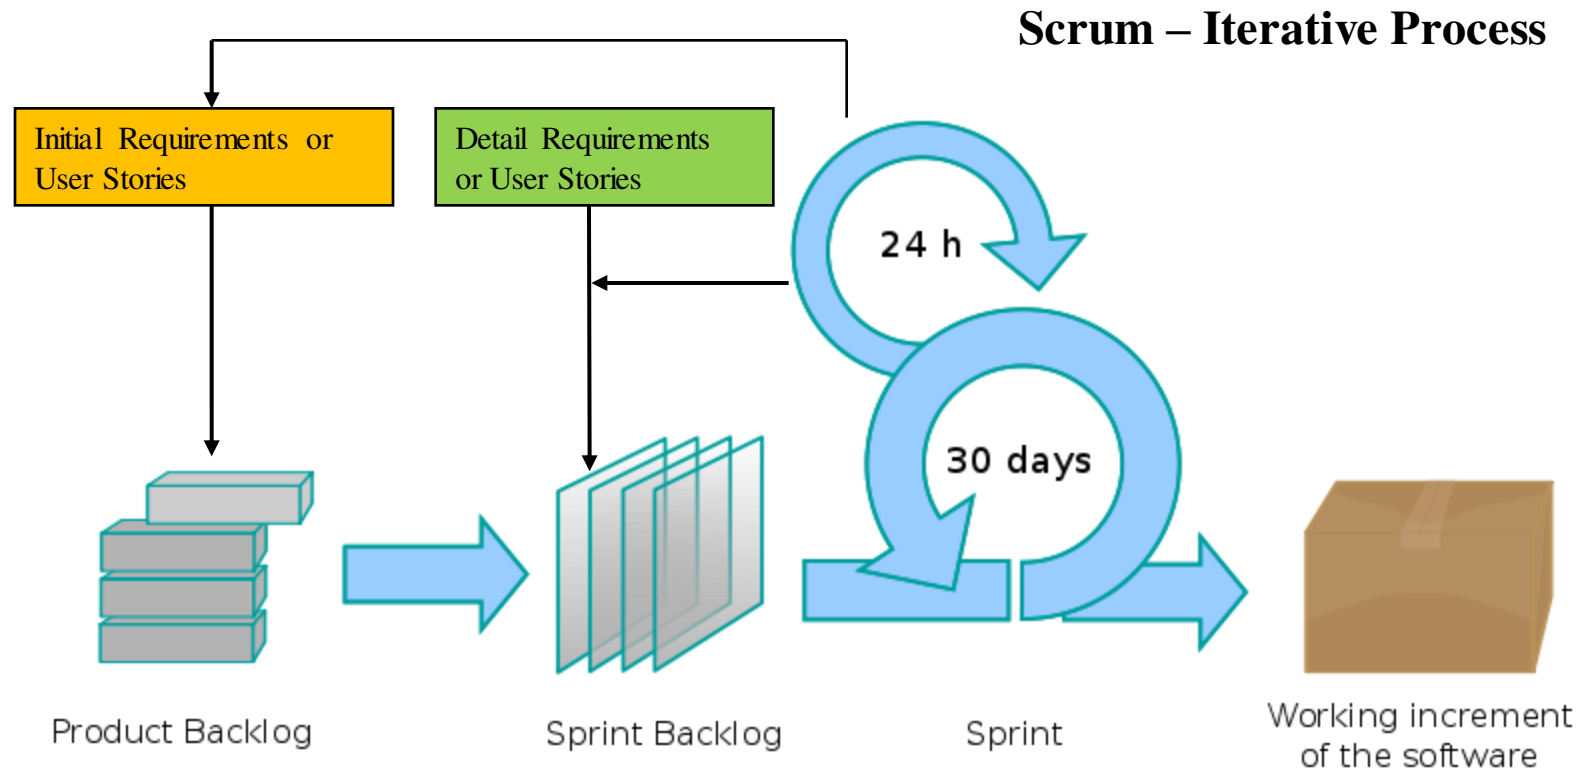 Scrum – Iterative Process
Initial Requirements or
User Stories
Detail Requirements
or User Stories
24 h
30 days
Product Backlog
Sprint Backlog
Sprint
Working increment
of the software